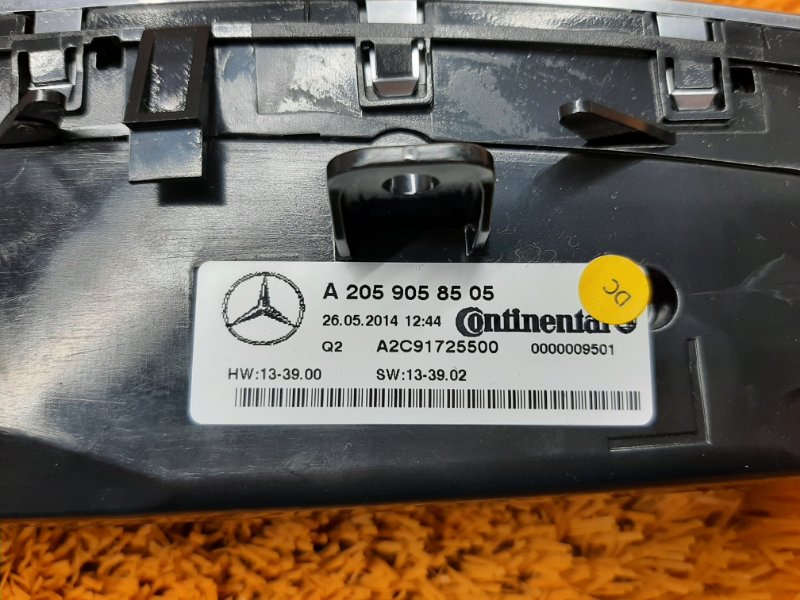 A 205 905 85 05
26.05.2014 12:44 Continental
Q2 A2C91725500 0000009501
HW:13-39.00 SW:13-39.02
DC